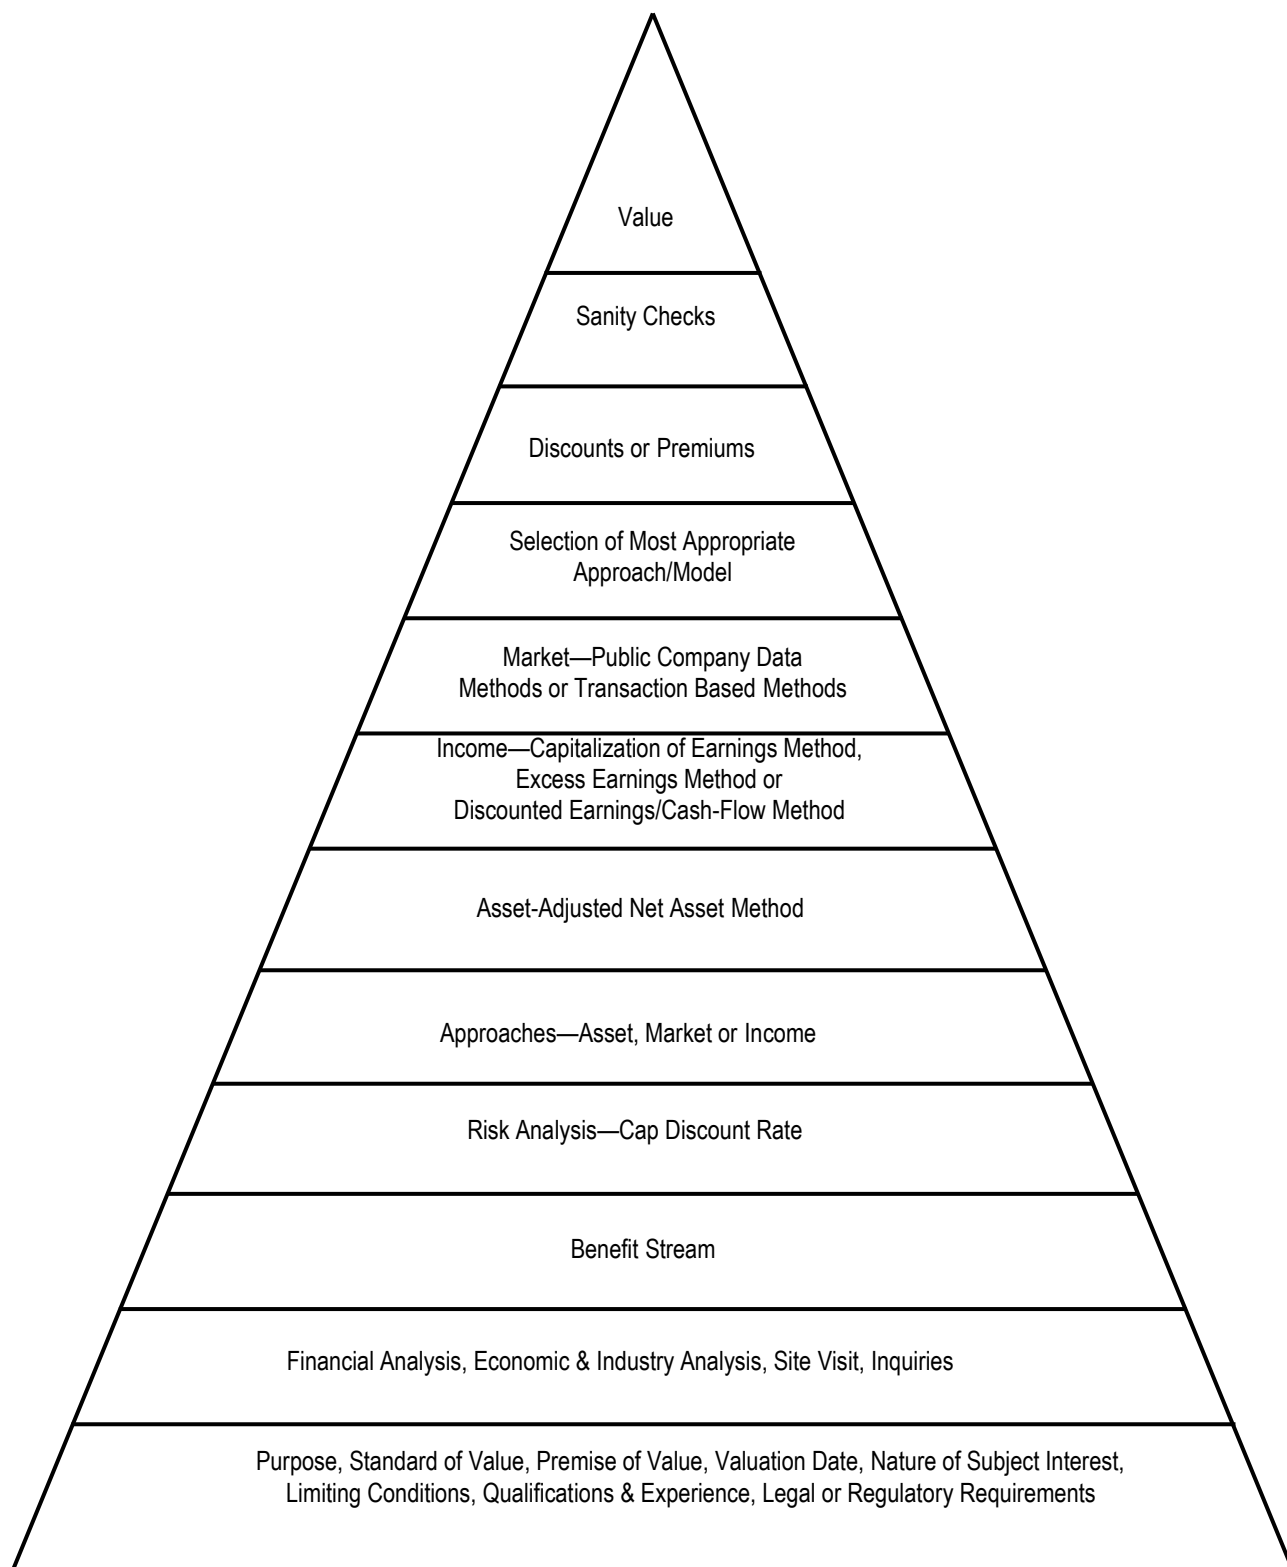 Value
Sanity Checks
Discounts or Premiums
Selection of Most Appropriate
Approach/Model
Market—Public Company Data
Methods or Transaction Based Methods
Income—Capitalization of Earnings Method,
Excess Earnings Method or
Discounted Earnings/Cash-Flow Method
Asset-Adjusted Net Asset Method
Approaches—Asset, Market or Income
Risk Analysis—Cap Discount Rate
Benefit Stream
Financial Analysis, Economic & Industry Analysis, Site Visit, Inquiries
Purpose, Standard of Value, Premise of Value, Valuation Date, Nature of Subject Interest,
Limiting Conditions, Qualifications & Experience, Legal or Regulatory Requirements